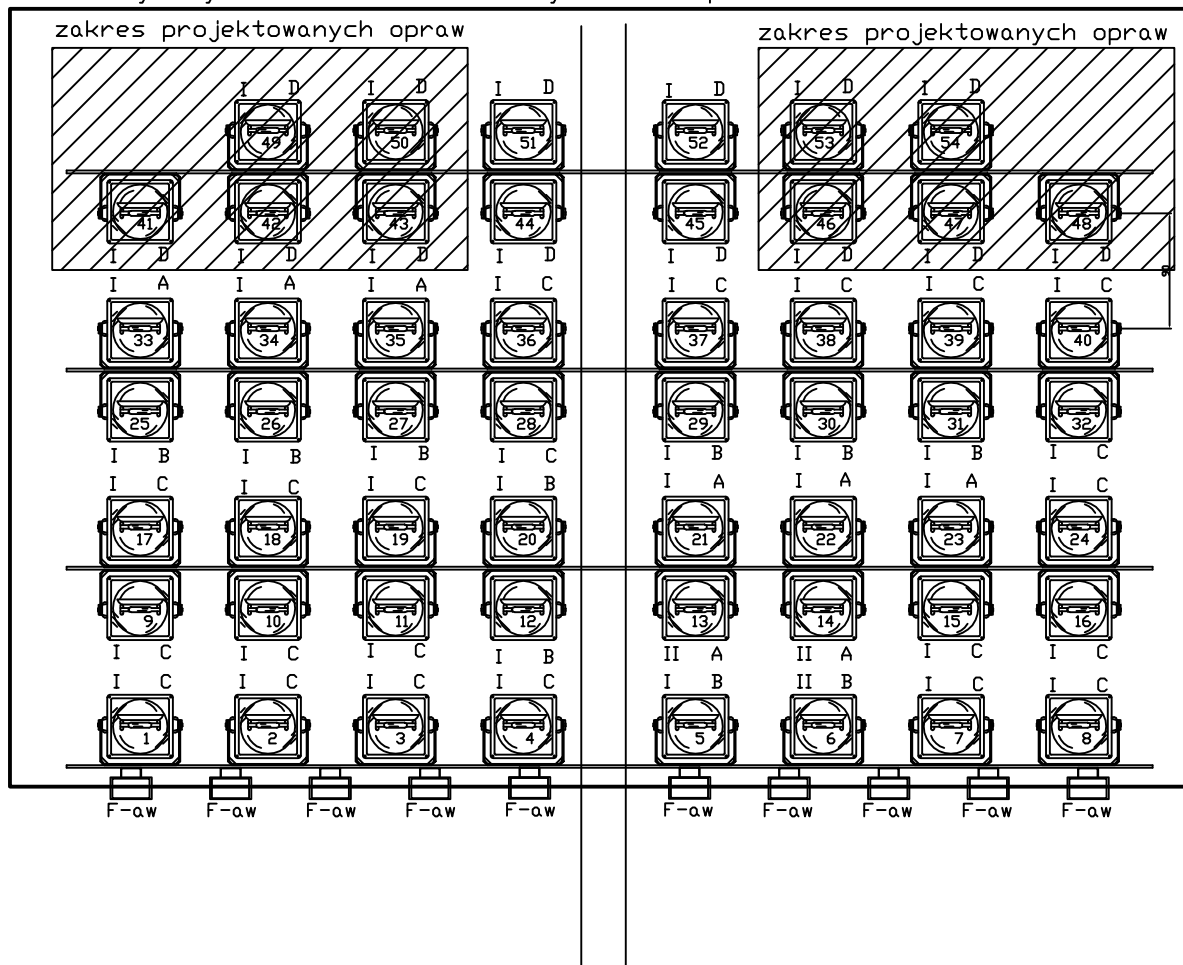 zakres projektowanych opraw zakres projektowanych opraw
I D I D I D I D I D I D
49 50 51 52 53 54
41 42 43 44 45 46 47 48
I D I D I D I D I D I D I D I D
I A I A I A I C I C I C I C I C
33 34 35 36 37 38 39 40
25 26 27 28 29 30 31 32
I B I B I B I C I B I B I B I C
I C I C I C I B I A I A I A I C
17 18 19 20 21 22 23 24
9 10 11 12 13 14 15 16
I C I C I C I B II A II A I C I C
I C I C I C I C I B II B I C I C
1 2 3 4 5 6 7 8
F-aw F-aw F-aw F-aw F-aw F-aw F-aw F-aw F-aw F-aw